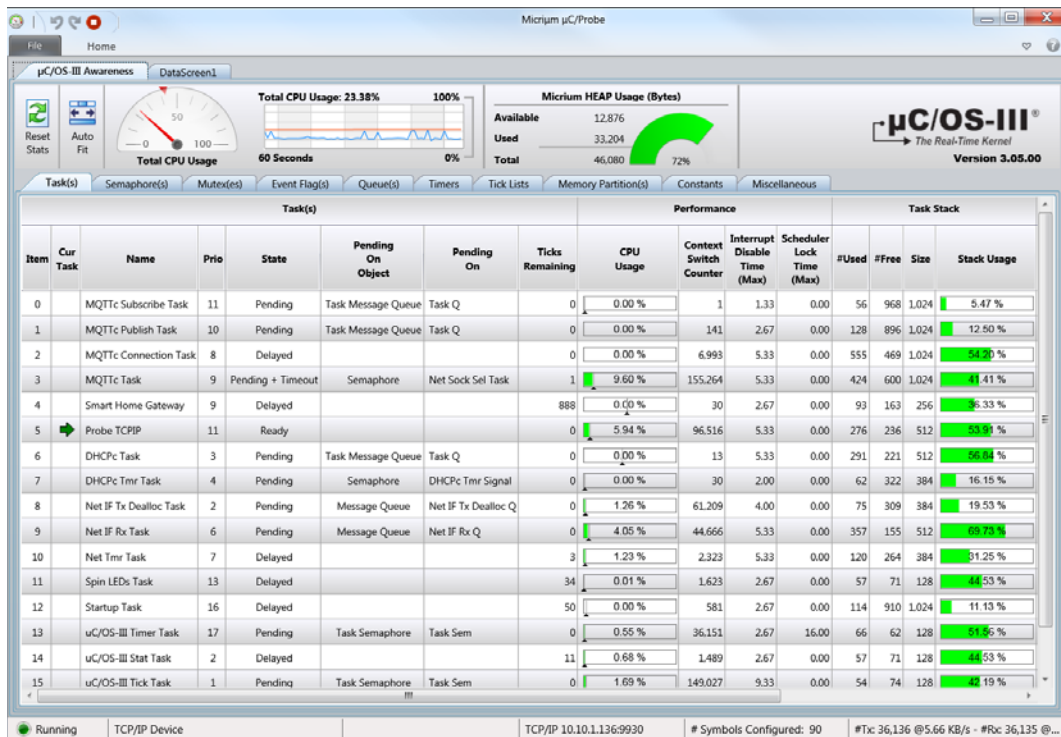 Micriµm µC/Probe
File Home
µC/OS-III Awareness DataScreen1
Reset Stats
Auto Fit
0 50 100
Total CPU Usage
Total CPU Usage: 23.38% 100%
60 Seconds 0%
Micrium HEAP Usage (Bytes)
Available 12,876
Used 33,204
Total 46,080
72%
µC/OS-III®
The Real-Time Kernel
Version 3.05.00
Task(s) Semaphore(s) Mutex(es) Event Flag(s) Queue(s) Timers Tick Lists Memory Partition(s) Constants Miscellaneous
Task(s) Performance Task Stack
Item Cur Task Name Prio State Pending On Object Pending On Ticks Remaining CPU Usage Context Switch Counter Interrupt Disable Time (Max) Scheduler Lock Time (Max) #Used #Free Size Stack Usage
0 MQTTc Subscribe Task 11 Pending Task Message Queue Task Q 0 0.00 % 1 1.33 0.00 56 968 1,024 5.47 %
1 MQTTc Publish Task 10 Pending Task Message Queue Task Q 0 0.00 % 141 2.67 0.00 128 896 1,024 12.50 %
2 MQTTc Connection Task 8 Delayed 0 0.00 % 6,993 5.33 0.00 555 469 1,024 54.20 %
3 MQTTc Task 9 Pending + Timeout Semaphore Net Sock Sel Task 1 9.60 % 155,264 5.33 0.00 424 600 1,024 41.41 %
4 Smart Home Gateway 9 Delayed 888 0.00 % 30 2.67 0.00 93 163 256 36.33 %
5 Probe TCPIP 11 Ready 0 5.94 % 96,516 5.33 0.00 276 236 512 53.91 %
6 DHCPc Task 3 Pending Task Message Queue Task Q 0 0.00 % 13 5.33 0.00 291 221 512 56.84 %
7 DHCPc Tmr Task 4 Pending Semaphore DHCPc Tmr Signal 0 0.00 % 30 2.00 0.00 62 322 384 16.15 %
8 Net IF Tx Dealloc Task 2 Pending Message Queue Net IF Tx Dealloc Q 0 1.26 % 61,209 4.00 0.00 75 309 384 19.53 %
9 Net IF Rx Task 6 Pending Message Queue Net IF Rx Q 0 4.05 % 44,666 5.33 0.00 357 155 512 69.73 %
10 Net Tmr Task 7 Delayed 3 1.23 % 2,323 5.33 0.00 120 264 384 31.25 %
11 Spin LEDs Task 13 Delayed 34 0.01 % 1,623 2.67 0.00 57 71 128 44.53 %
12 Startup Task 16 Delayed 50 0.00 % 581 2.67 0.00 114 910 1,024 11.13 %
13 uC/OS-III Timer Task 17 Pending Task Semaphore Task Sem 0 0.55 % 36,151 2.67 16.00 66 62 128 51.56 %
14 uC/OS-III Stat Task 2 Delayed 11 0.68 % 1,489 2.67 0.00 57 71 128 44.53 %
15 uC/OS-III Tick Task 1 Pending Task Semaphore Task Sem 0 1.69 % 149,027 9.33 0.00 54 74 128 42.19 %
Running TCP/IP Device TCP/IP 10.10.1.136:9930 # Symbols Configured: 90 #Tx: 36,136 @5.66 KB/s - #Rx: 36,135 @...